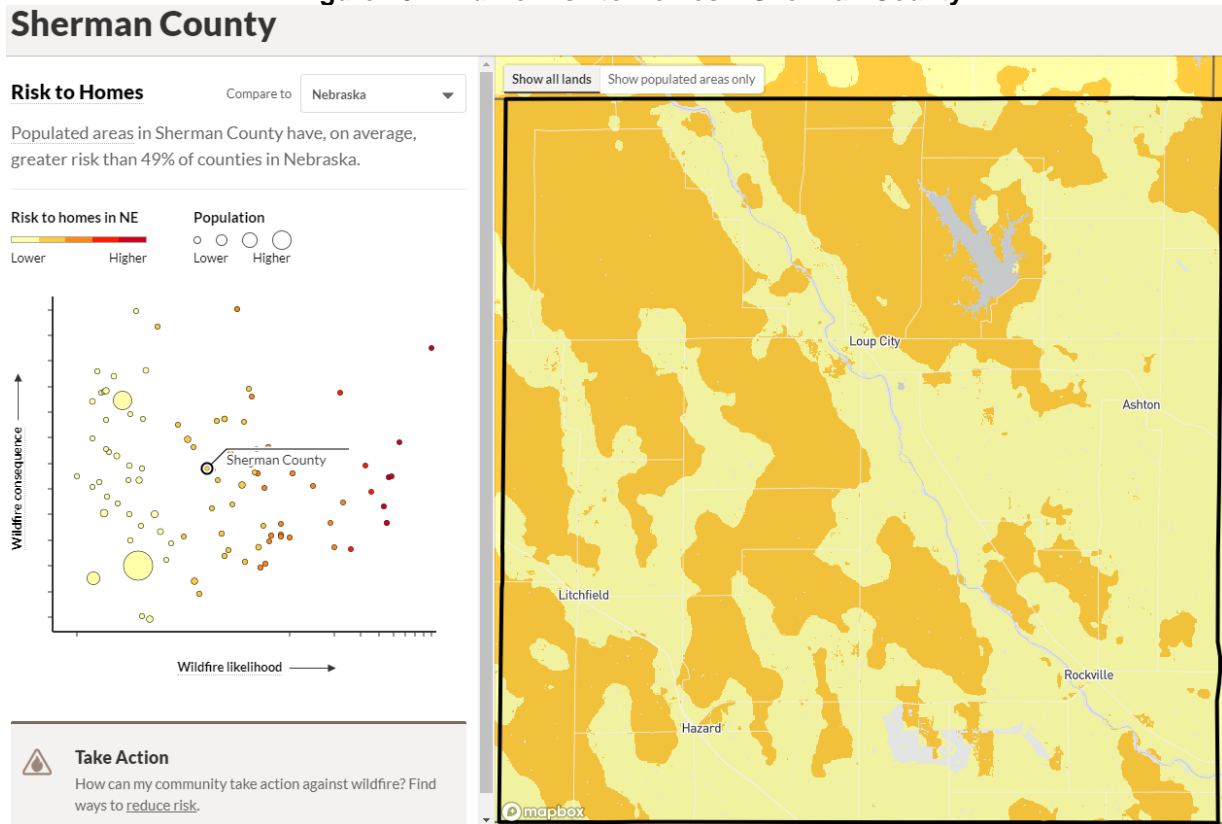 Sherman County
Risk to Homes
Compare to
Nebraska
Populated areas in Sherman County have, on average,
greater risk than 49% of counties in Nebraska.
Risk to homes in NE
Lower
Higher
Population
Lower
Higher
Wildfire consequence
Sherman County
Wildfire likelihood
Take Action
How can my community take action against wildfire? Find
ways to reduce risk.
Show all lands
Show populated areas only
Loup City
Ashton
Litchfield
Rockville
Hazard
mapbox